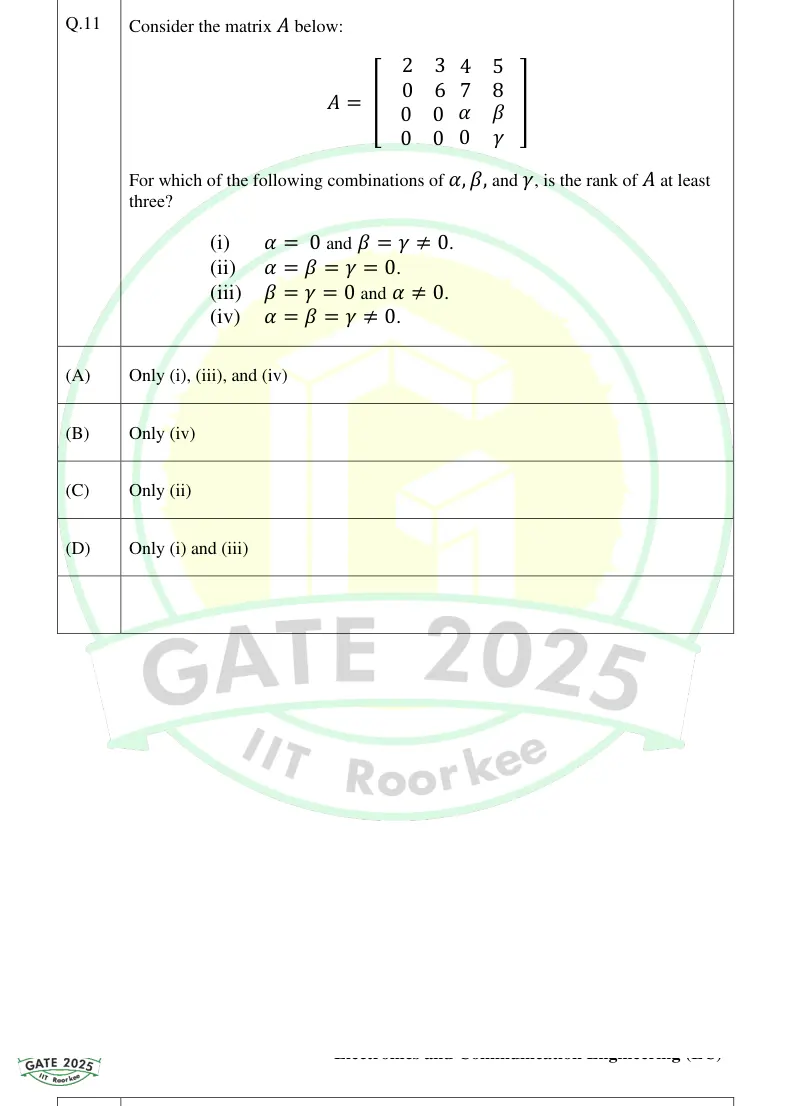 Q.11 Consider the matrix A below:
A = [ 2 3 4 5
0 6 7 8
0 0 α β
0 0 0 γ ]
For which of the following combinations of α, β, and γ, is the rank of A at least
three?
(i) α = 0 and β = γ ≠ 0.
(ii) α = β = γ = 0.
(iii) β = γ = 0 and α ≠ 0.
(iv) α = β = γ ≠ 0.
(A) Only (i), (iii), and (iv)
(B) Only (iv)
(C) Only (ii)
(D) Only (i) and (iii)
GATE 2025
IIT Roorkee
GATE 2025
IIT Roorkee